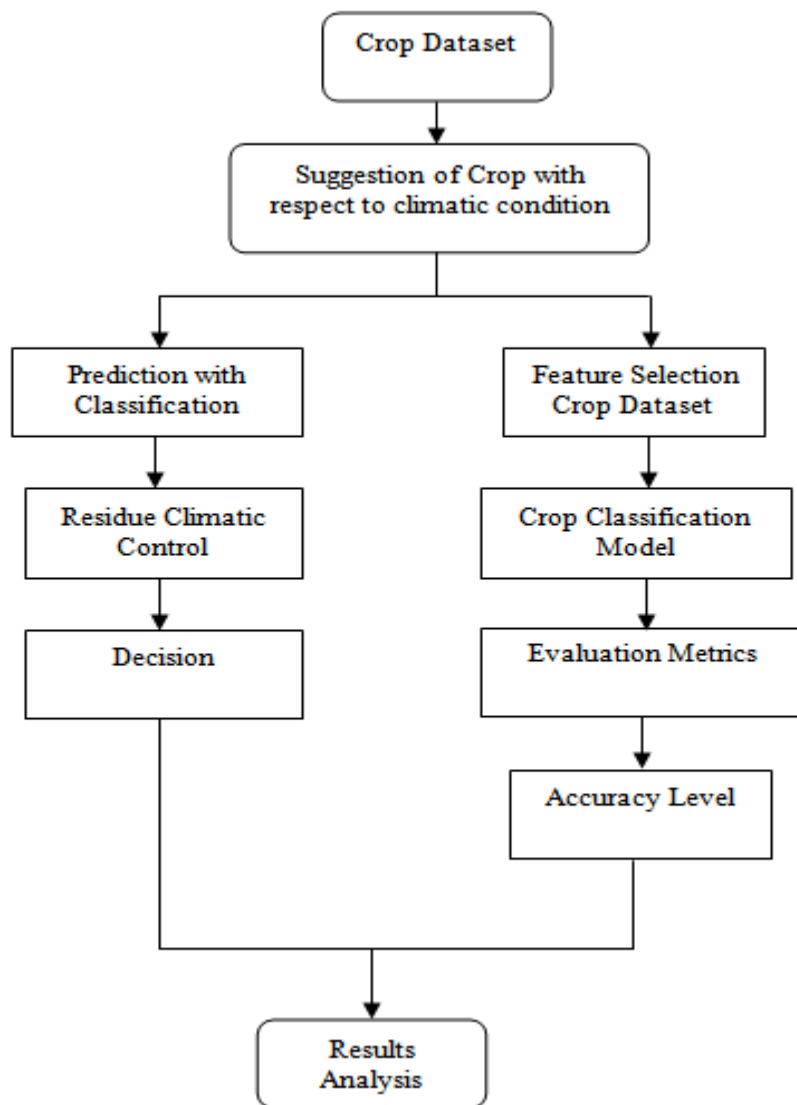 Crop Dataset
Suggestion of Crop with
respect to climatic condition
Prediction with
Classification
Feature Selection
Crop Dataset
Residue Climatic
Control
Crop Classification
Model
Decision
Evaluation Metrics
Accuracy Level
Results
Analysis